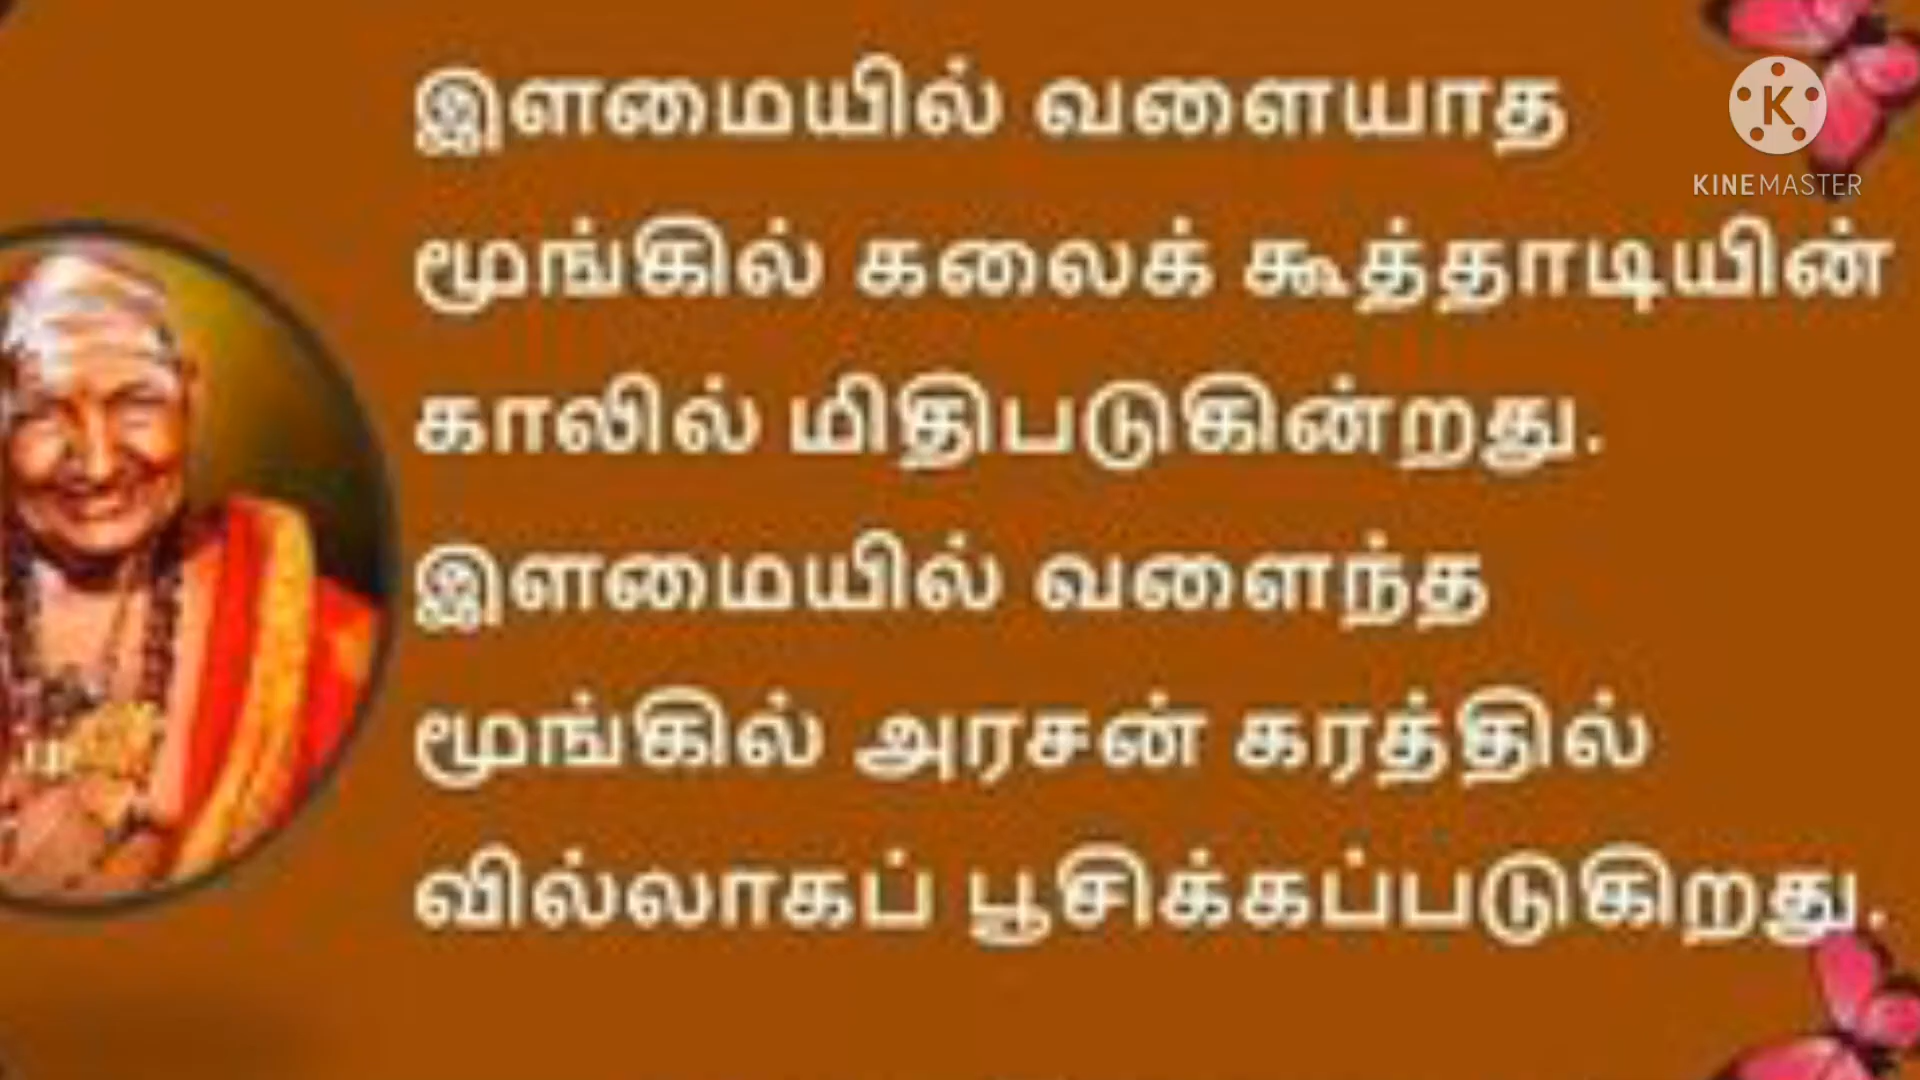 இளமையில் வளையாத
மூங்கில் கலைக் கூத்தாடியின்
காலில் மிதிபடுகின்றது.
இளமையில் வளைந்த
மூங்கில் அரசன் கரத்தில்
வில்லாகப் பூசிக்கப்படுகிறது.
K
KINEMASTER